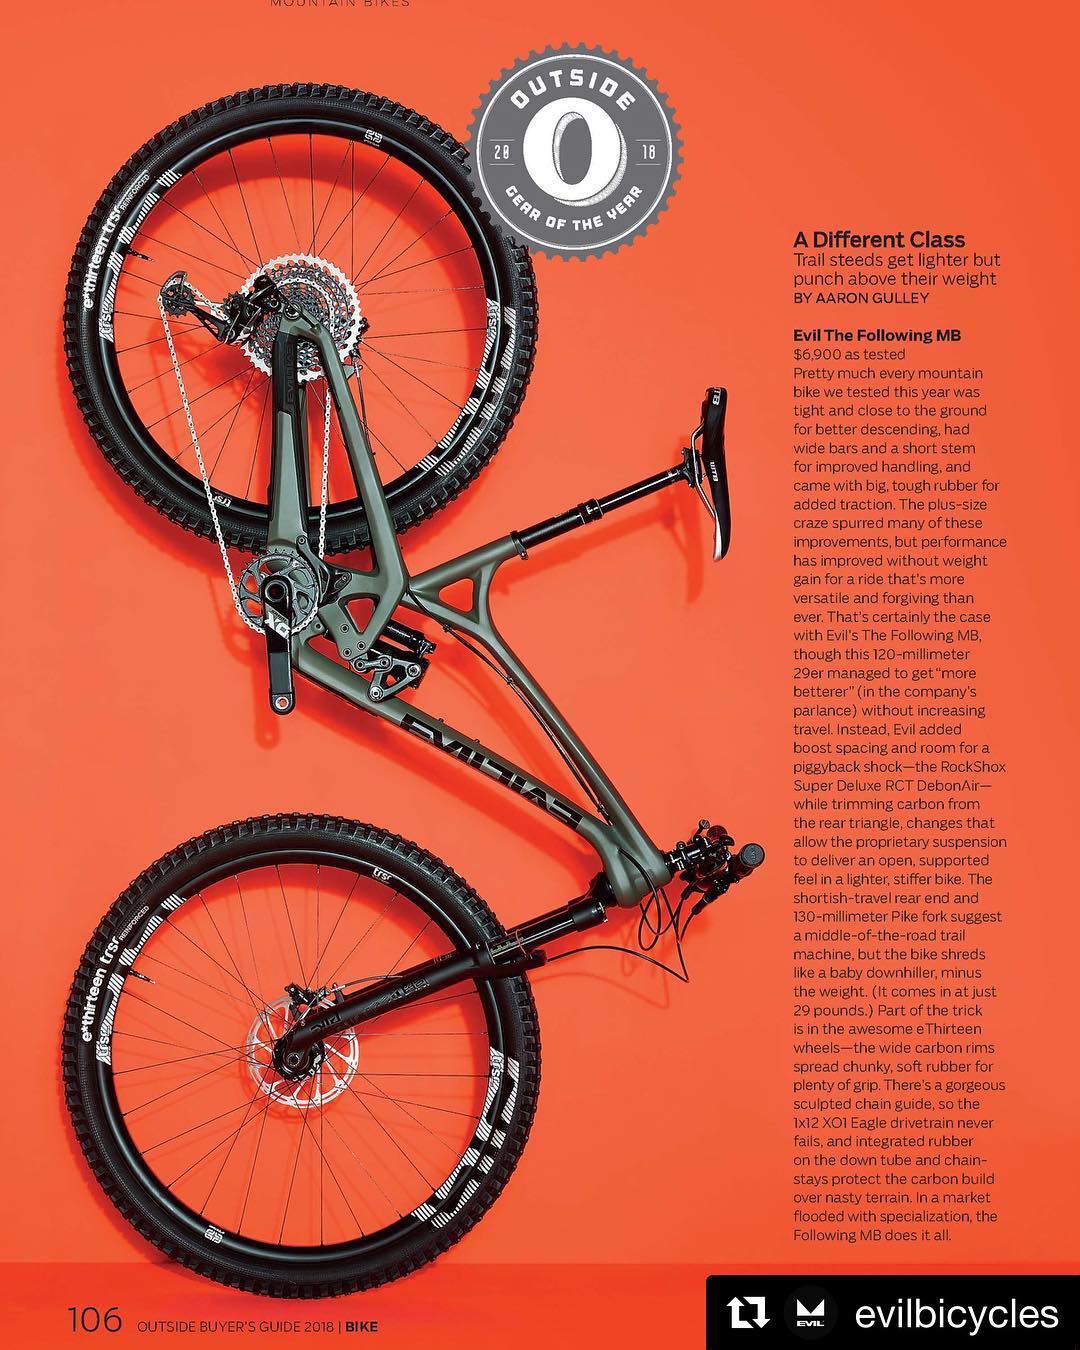 MOUNTAIN BIKES
OUTSIDE
20 18
GEAR OF THE YEAR
A Different Class
Trail steeds get lighter but
punch above their weight
BY AARON GULLEY
Evil The Following MB
$6,900 as tested
Pretty much every mountain
bike we tested this year was
tight and close to the ground
for better descending, had
wide bars and a short stem
for improved handling, and
came with big, tough rubber for
added traction. The plus-size
craze spurred many of these
improvements, but performance
has improved without weight
gain for a ride that's more
versatile and forgiving than
ever. That's certainly the case
with Evil's The Following MB,
though this 120-millimeter
29er managed to get "more
betterer" (in the company's
parlance) without increasing
travel. Instead, Evil added
boost spacing and room for a
piggyback shock—the RockShox
Super Deluxe RCT DebonAir—
while trimming carbon from
the rear triangle, changes that
allow the proprietary suspension
to deliver an open, supported
feel in a lighter, stiffer bike. The
shortish-travel rear end and
130-millimeter Pike fork suggest
a middle-of-the-road trail
machine, but the bike shreds
like a baby downhiller, minus
the weight. (It comes in at just
29 pounds.) Part of the trick
is in the awesome eThirteen
wheels—the wide carbon rims
spread chunky, soft rubber for
plenty of grip. There's a gorgeous
sculpted chain guide, so the
1x12 XO1 Eagle drivetrain never
fails, and integrated rubber
on the down tube and chain-
stays protect the carbon build
over nasty terrain. In a market
flooded with specialization, the
Following MB does it all.
e*thirteen trsr REINFORCED
trsr
trsr
trsr
EVIL
WTB
X01
EVIL
trsr
e*thirteen trsr REINFORCED
trsr
trsr
106 OUTSIDE BUYER'S GUIDE 2018 | BIKE
EVIL
evilbicycles